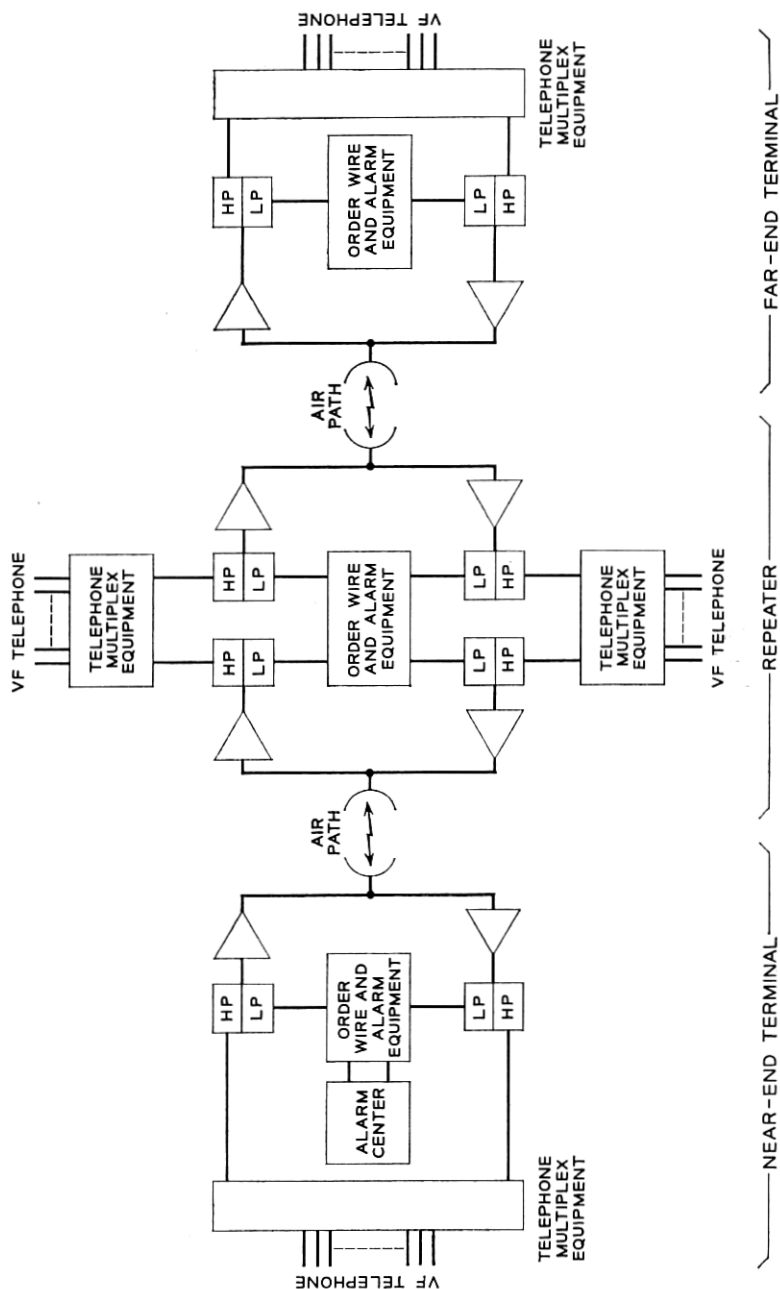 VF TELEPHONE
TELEPHONE
MULTIPLEX
EQUIPMENT
ALARM
CENTER
ORDER
WIRE AND
ALARM
EQUIPMENT
HP
LP
LP
HP
AIR
PATH
VF TELEPHONE
TELEPHONE
MULTIPLEX
EQUIPMENT
HP
LP
HP
LP
ORDER WIRE
AND ALARM
EQUIPMENT
LP
HP
LP
HP
TELEPHONE
MULTIPLEX
EQUIPMENT
VF TELEPHONE
AIR
PATH
HP
LP
ORDER WIRE
AND ALARM
EQUIPMENT
LP
HP
TELEPHONE
MULTIPLEX
EQUIPMENT
VF TELEPHONE
NEAR-END TERMINAL
REPEATER
FAR-END TERMINAL